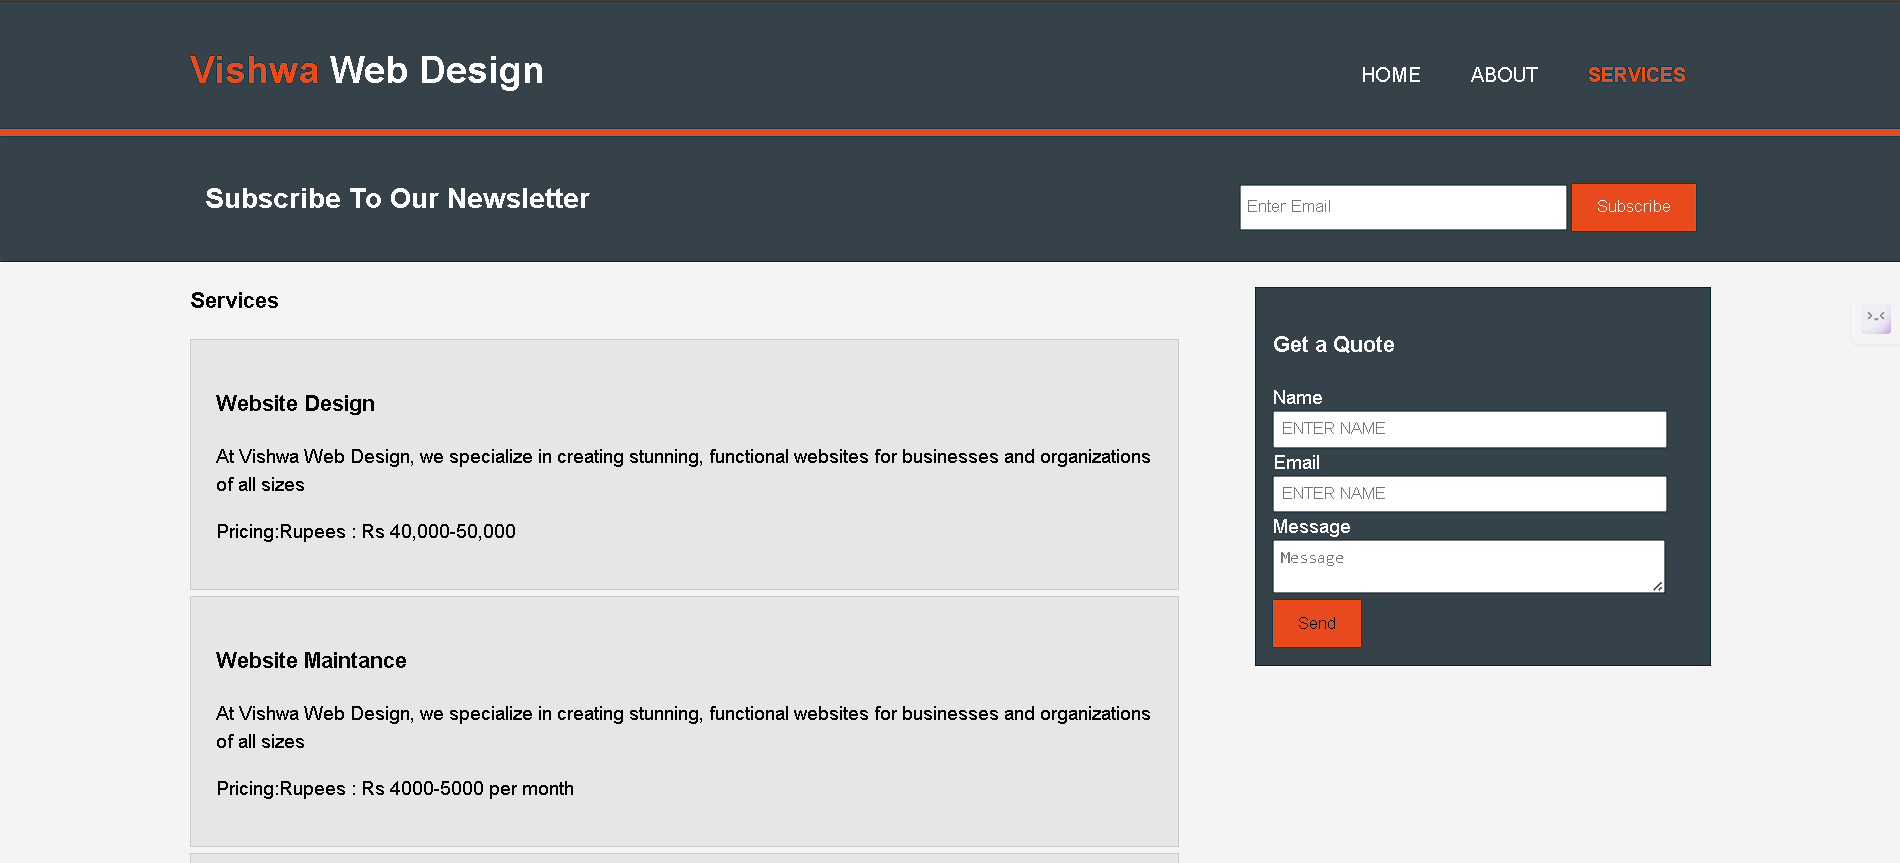 Vishwa Web Design
HOME ABOUT SERVICES
Subscribe To Our Newsletter
Enter Email Subscribe
Services
Website Design
At Vishwa Web Design, we specialize in creating stunning, functional websites for businesses and organizations
of all sizes
Pricing:Rupees : Rs 40,000-50,000
Website Maintance
At Vishwa Web Design, we specialize in creating stunning, functional websites for businesses and organizations
of all sizes
Pricing:Rupees : Rs 4000-5000 per month
Get a Quote
Name
ENTER NAME
Email
ENTER NAME
Message
Message
Send